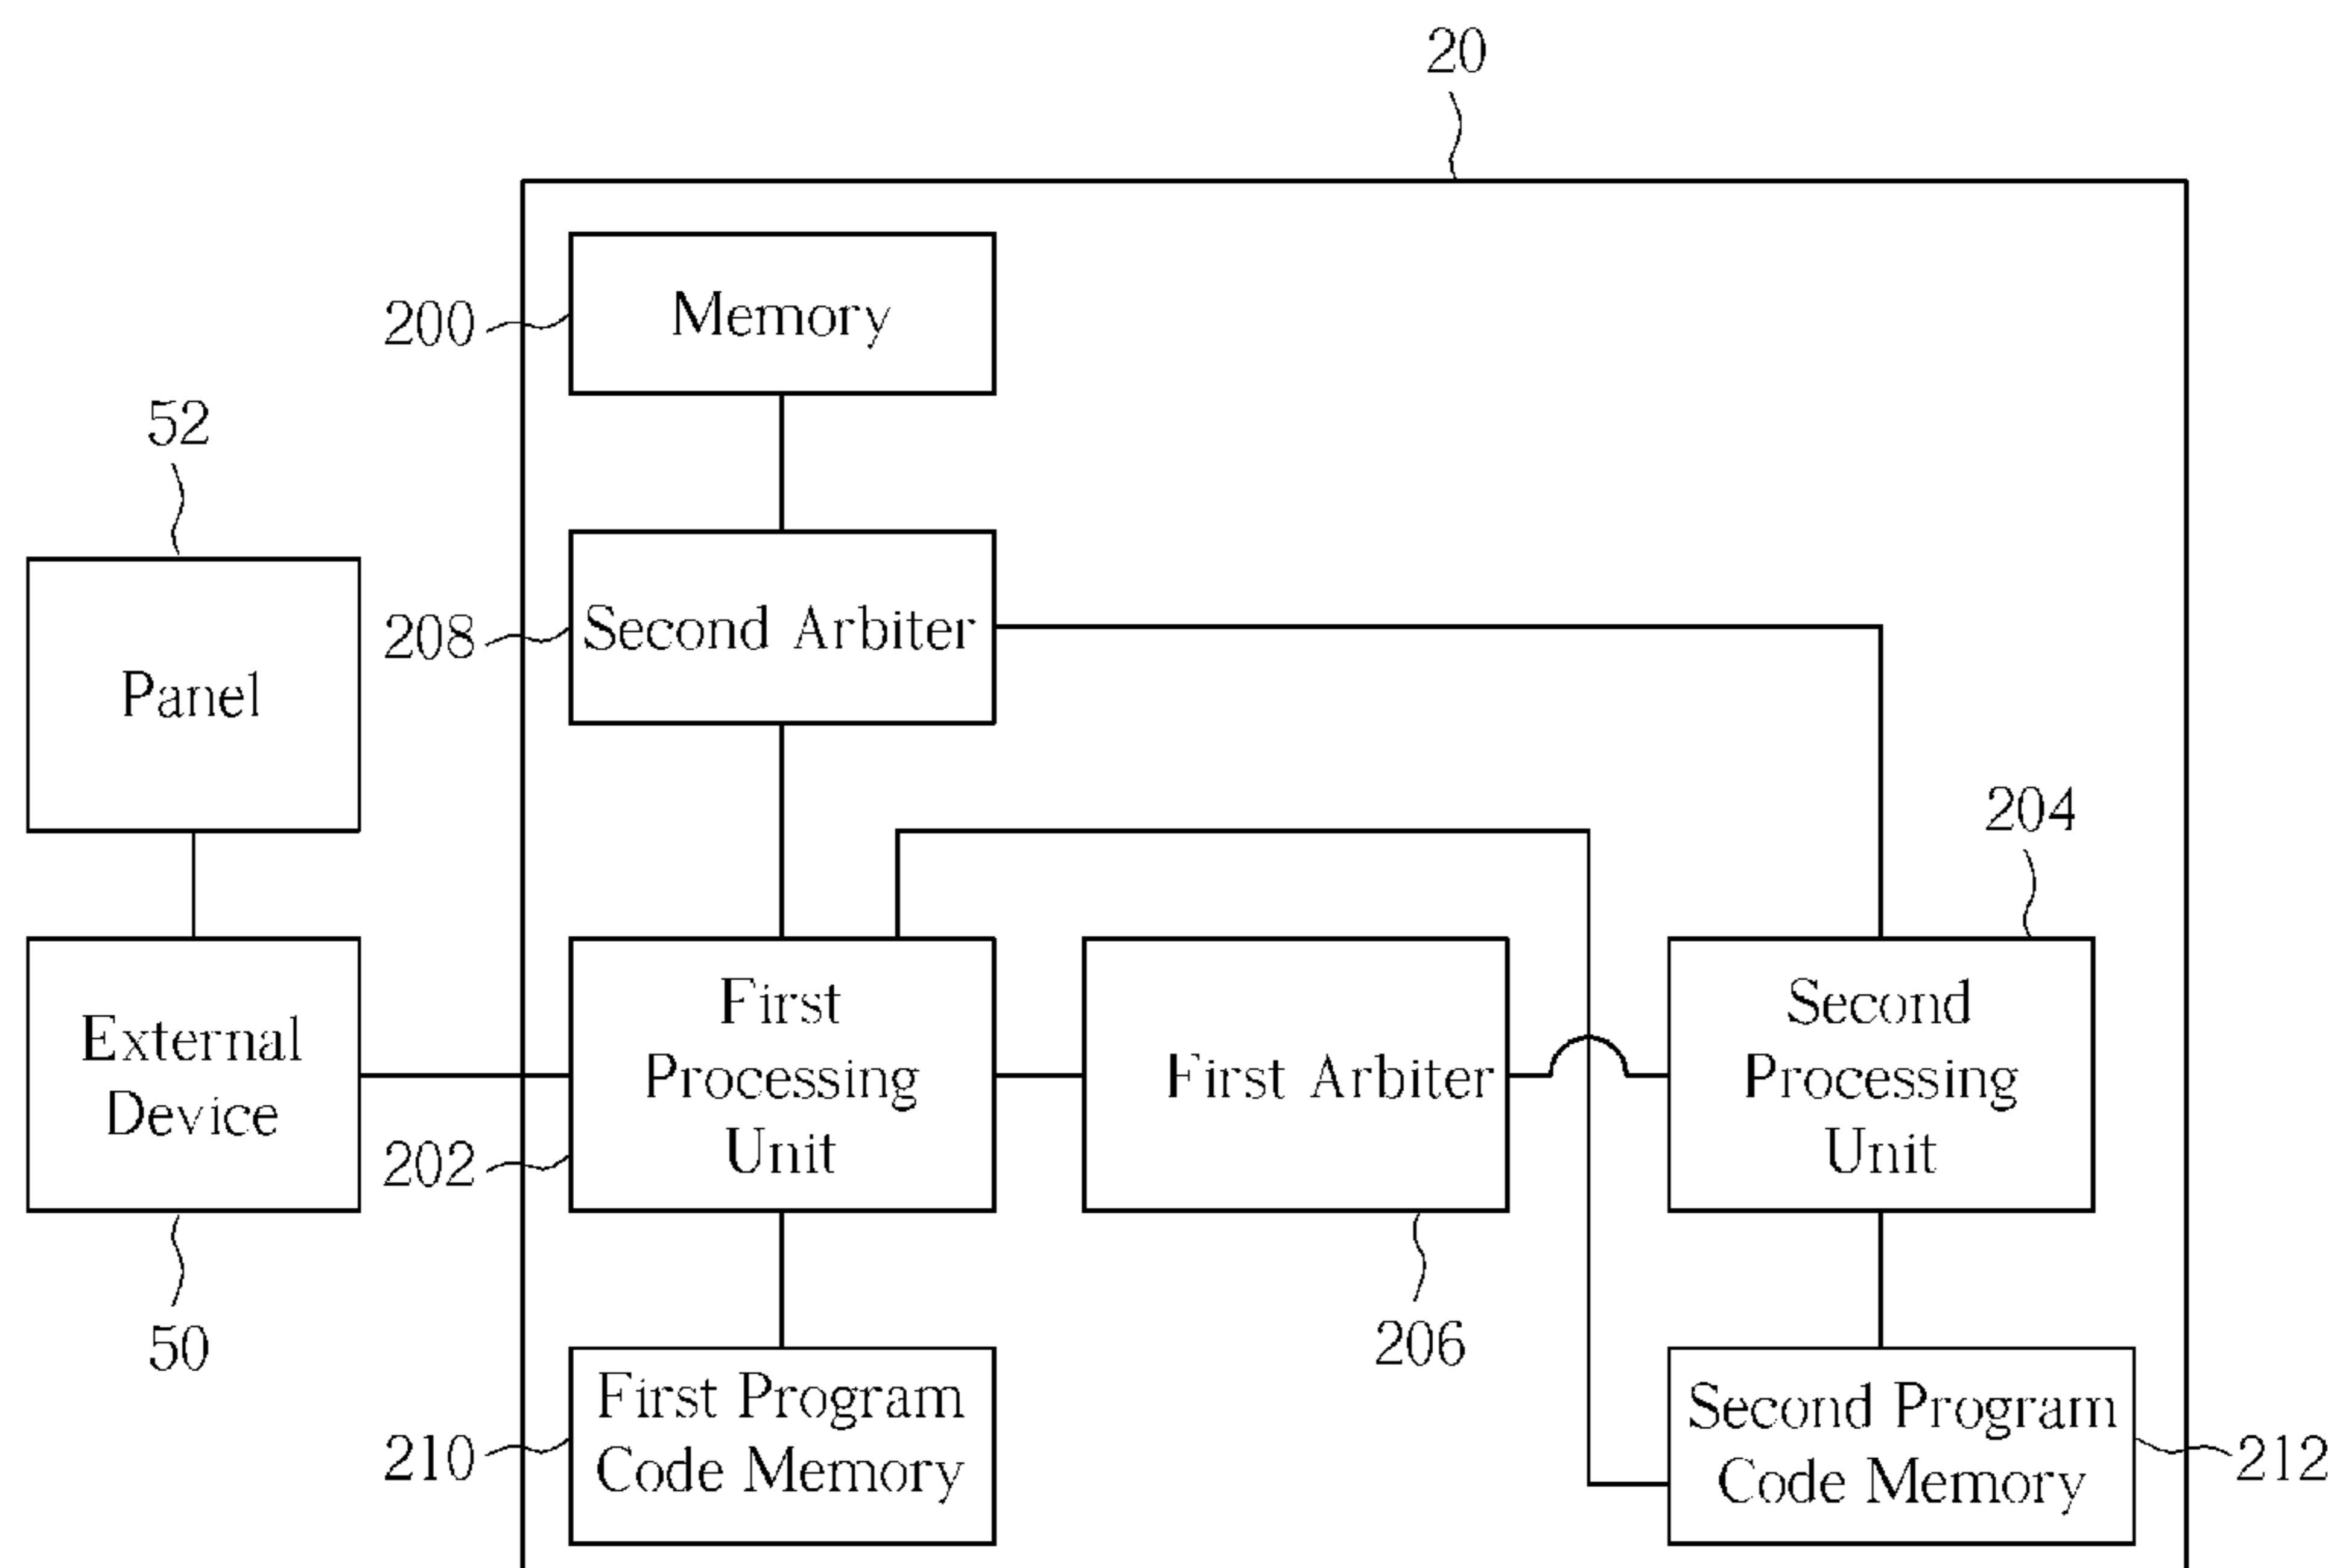 20
Memory
200
52
Second Arbiter
208
Panel
204
First
Processing
Unit
First Arbiter
Second
Processing
Unit
External
Device
202
50
206
First Program
Code Memory
210
Second Program
Code Memory
212